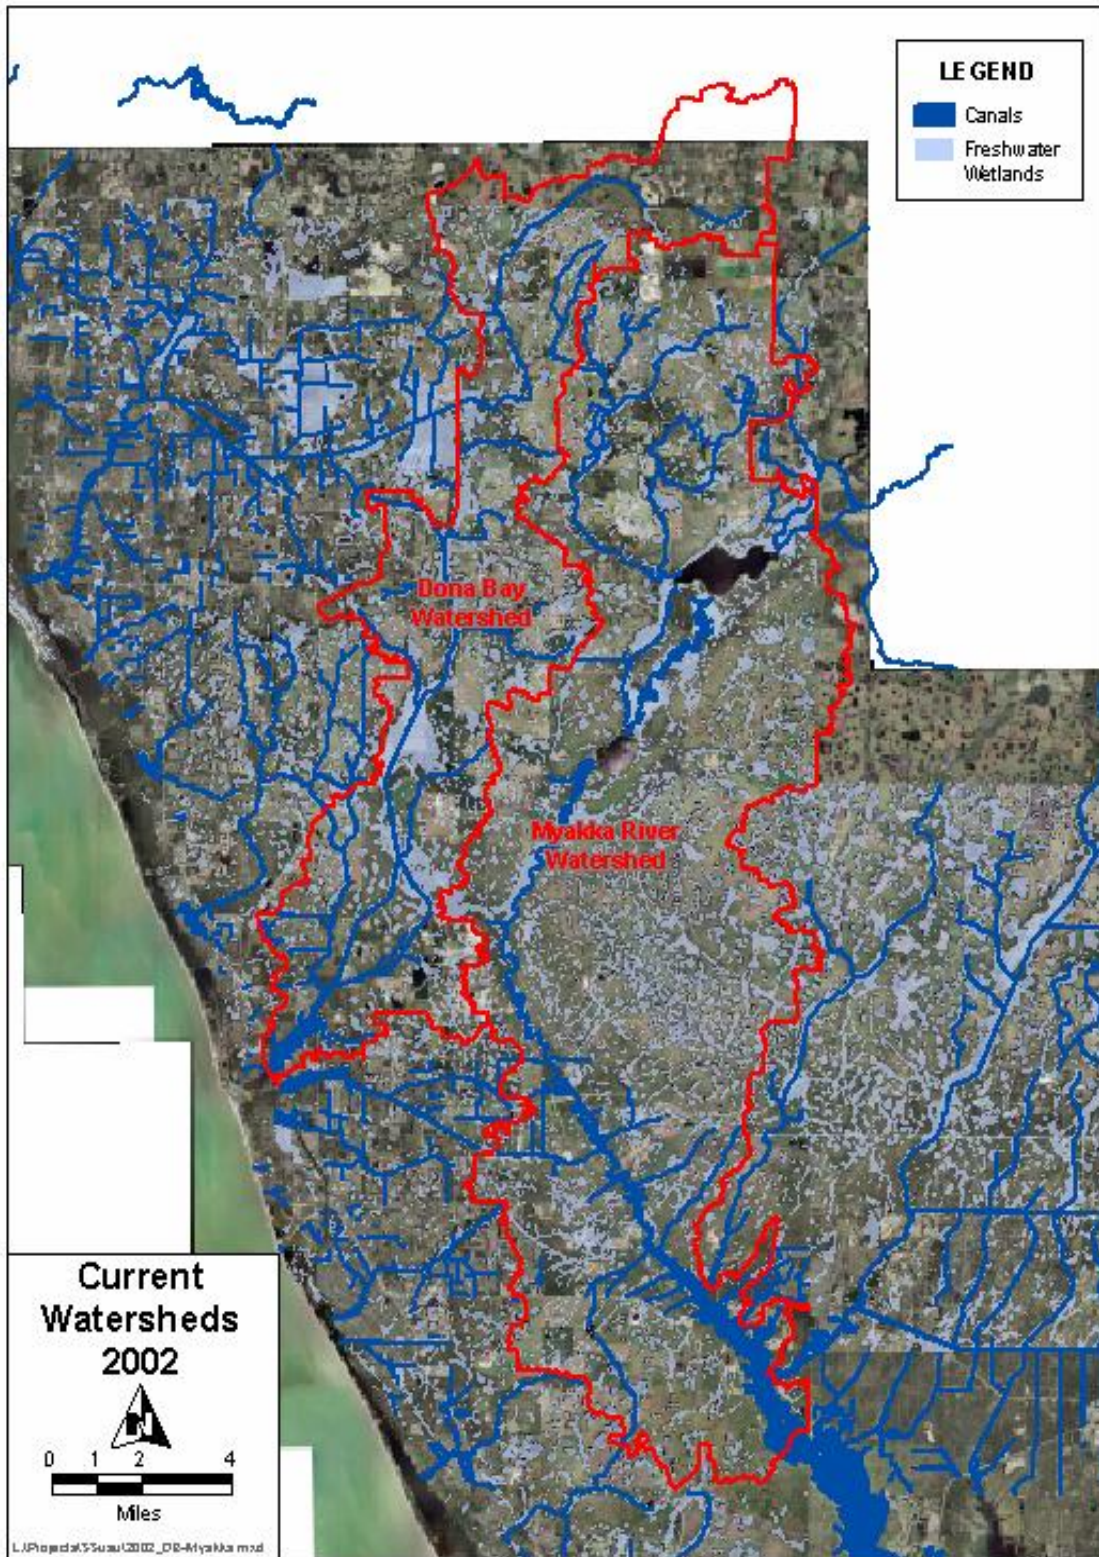 LEGEND
Canals
Freshwater
Wetlands
Dona Bay
Watershed
Myakka River
Watershed
Current
Watersheds
2002
N
0 1 2 4
Miles